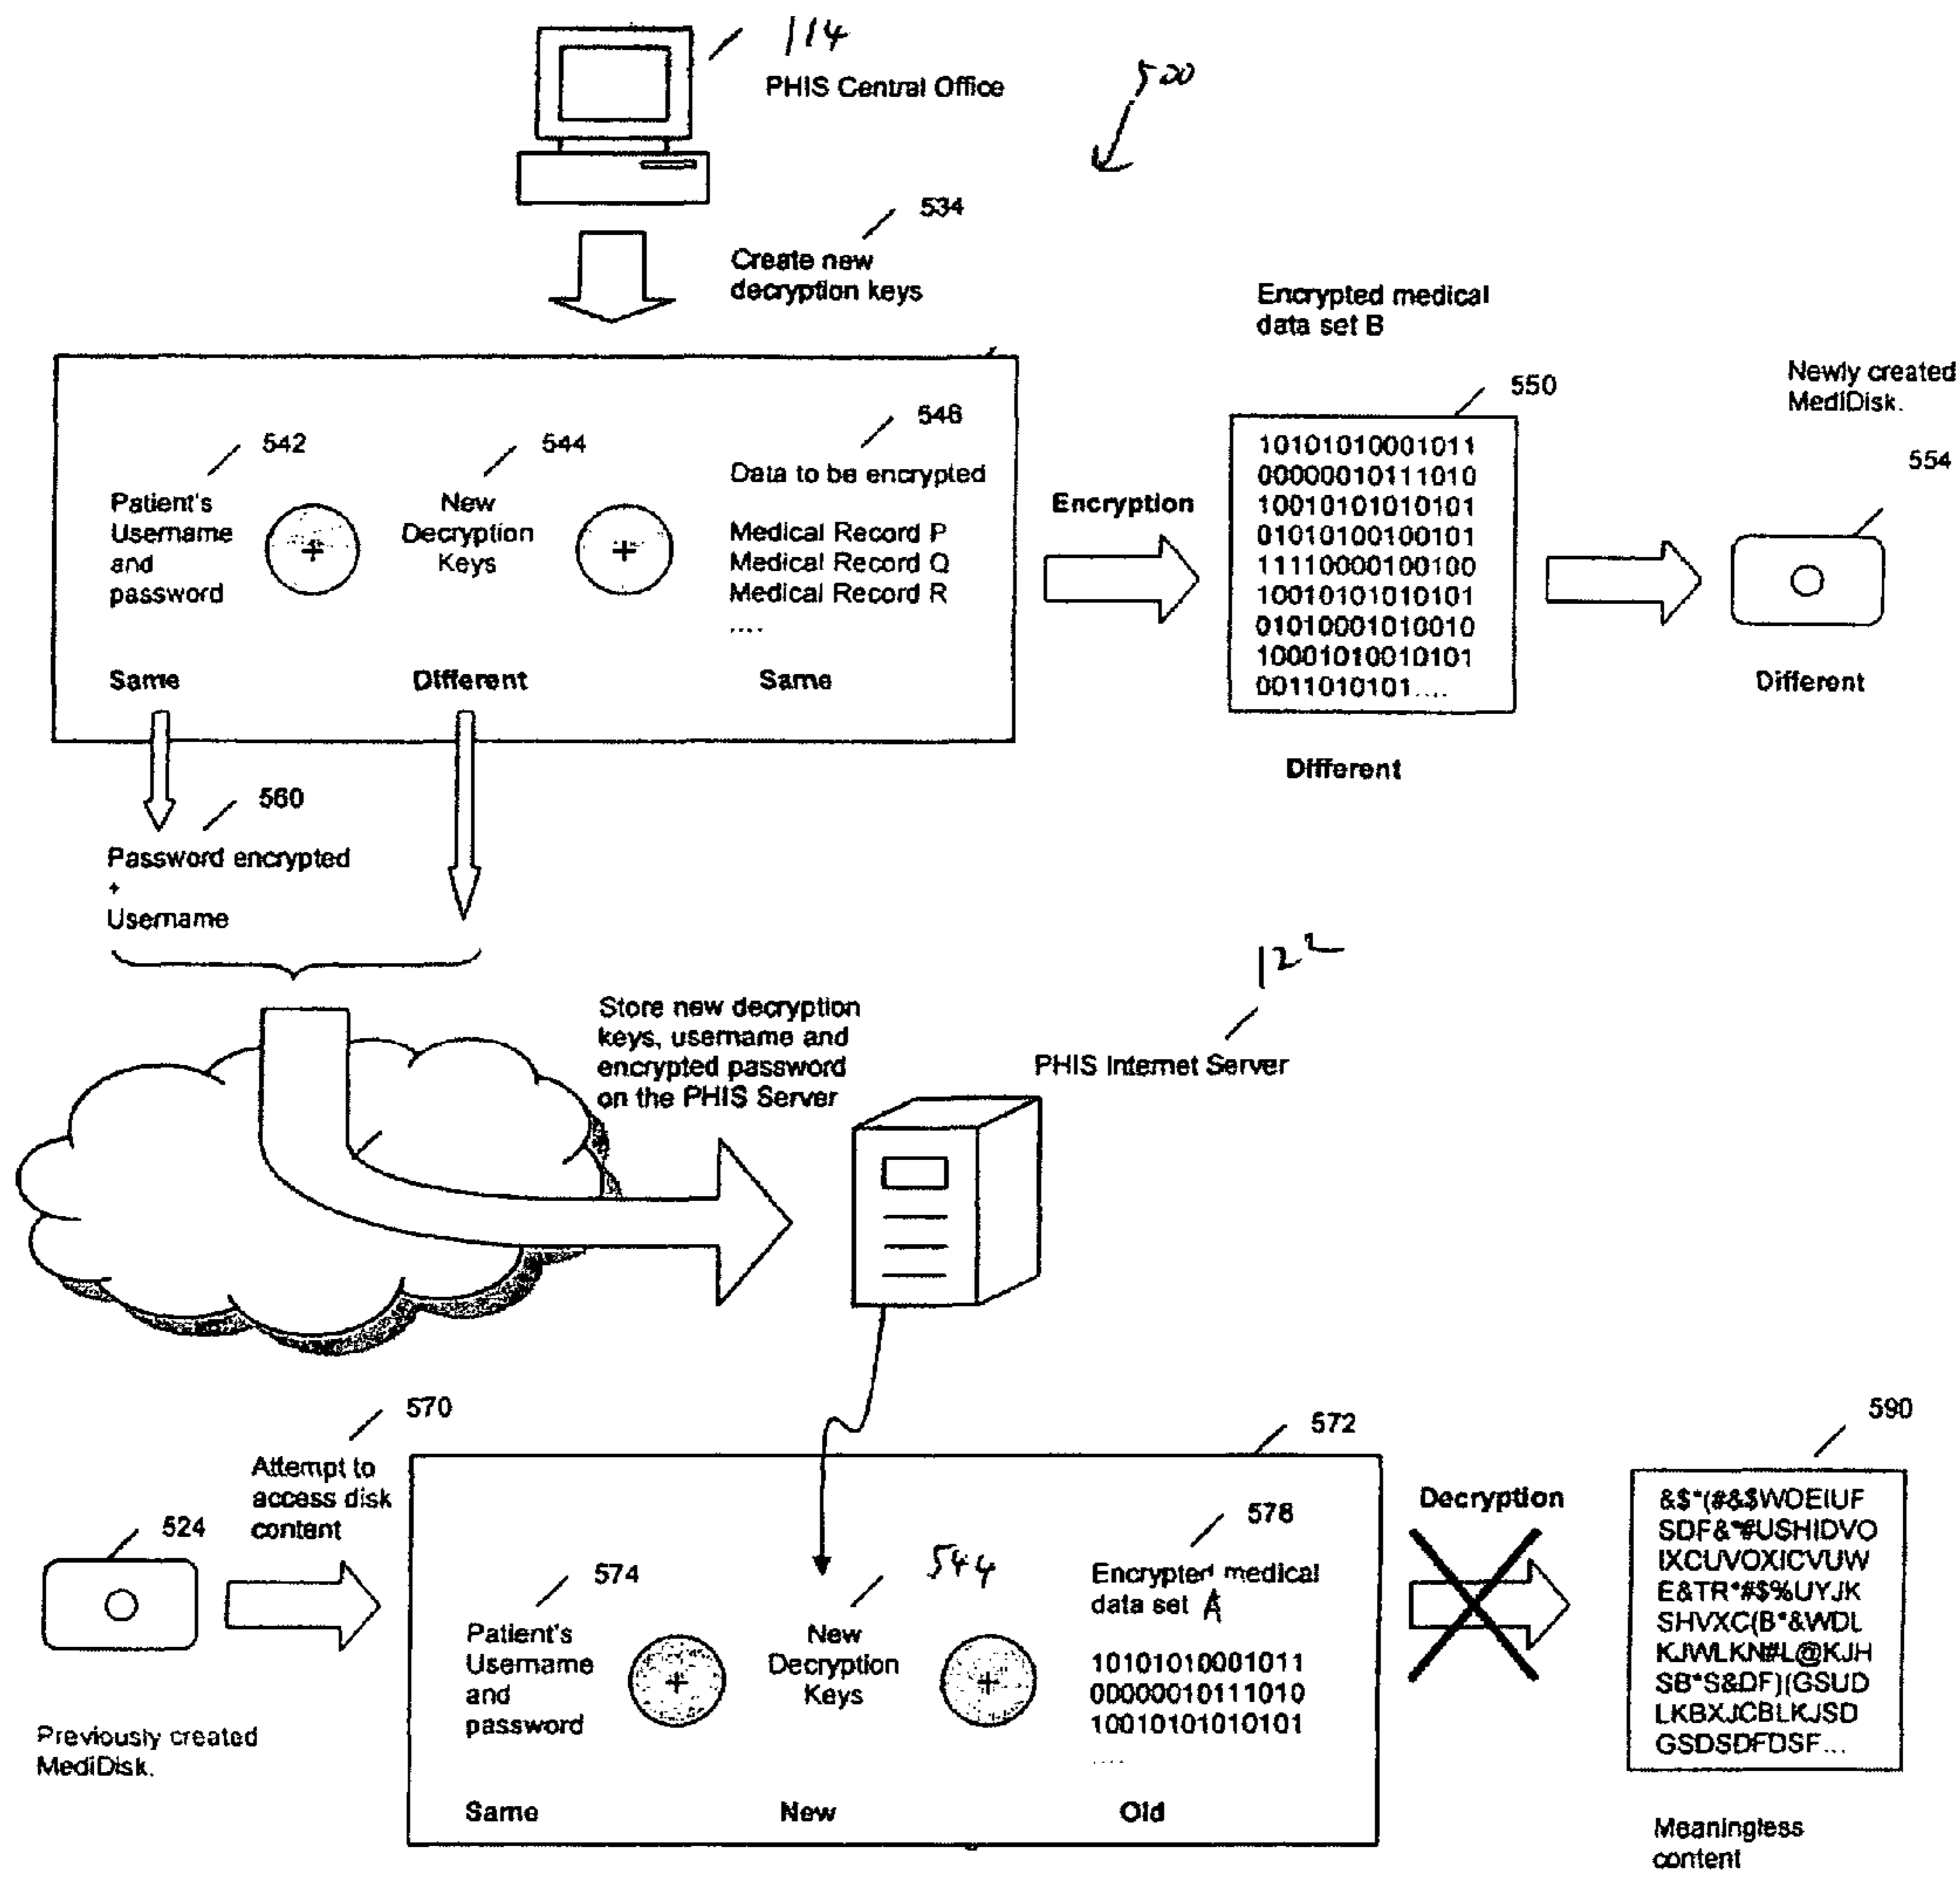 114
PHIS Central Office
500
534
Create new
decryption keys
Encrypted medical
data set B
550
Newly created
MediDisk.
554
542
544
546
Data to be encrypted
Patient's
Username
and
password
+
New
Decryption
Keys
+
Medical Record P
Medical Record Q
Medical Record R
....
Same
Different
Same
Encryption
10101010001011
00000010111010
10010101010101
01010100100101
11110000100100
10010101010101
01010001010010
10001010010101
0011010101....
Different
Different
560
Password encrypted
+
Username
Store new decryption
keys, username and
encrypted password
on the PHIS Server
122
PHIS Internet Server
570
Attempt to
access disk
content
524
Previously created
MediDisk.
572
574
Patient's
Username
and
password
+
544
New
Decryption
Keys
+
578
Encrypted medical
data set A
10101010001011
00000010111010
10010101010101
....
Same
New
Old
Decryption
590
&$*(#&$WOEIUF
SDF&*#USHIDVO
IXCUVOXICVUW
E&TR*#$%UYJK
SHVXC(B*&WDL
KJWLKN#L@KJH
SB*S&DF)(GSUD
LKBXJCBLKJSD
GSDSDFDSF...
Meaningless
content